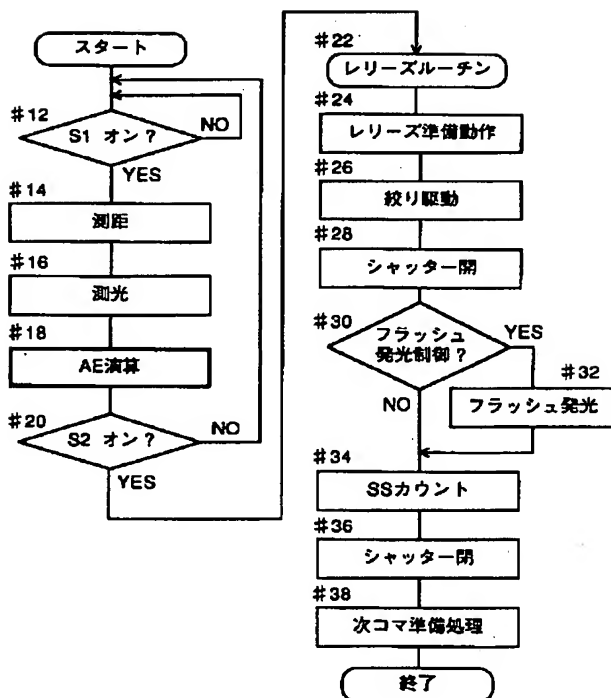 スタート
#12
S1 オン?
NO
YES
#14
測距
#16
測光
#18
AE演算
#20
S2 オン?
NO
YES
#22
レリーズルーチン
#24
レリーズ準備動作
#26
絞り駆動
#28
シャッター開
#30
フラッシュ
発光制御?
YES
NO
#32
フラッシュ発光
#34
SSカウント
#36
シャッター閉
#38
次コマ準備処理
終了